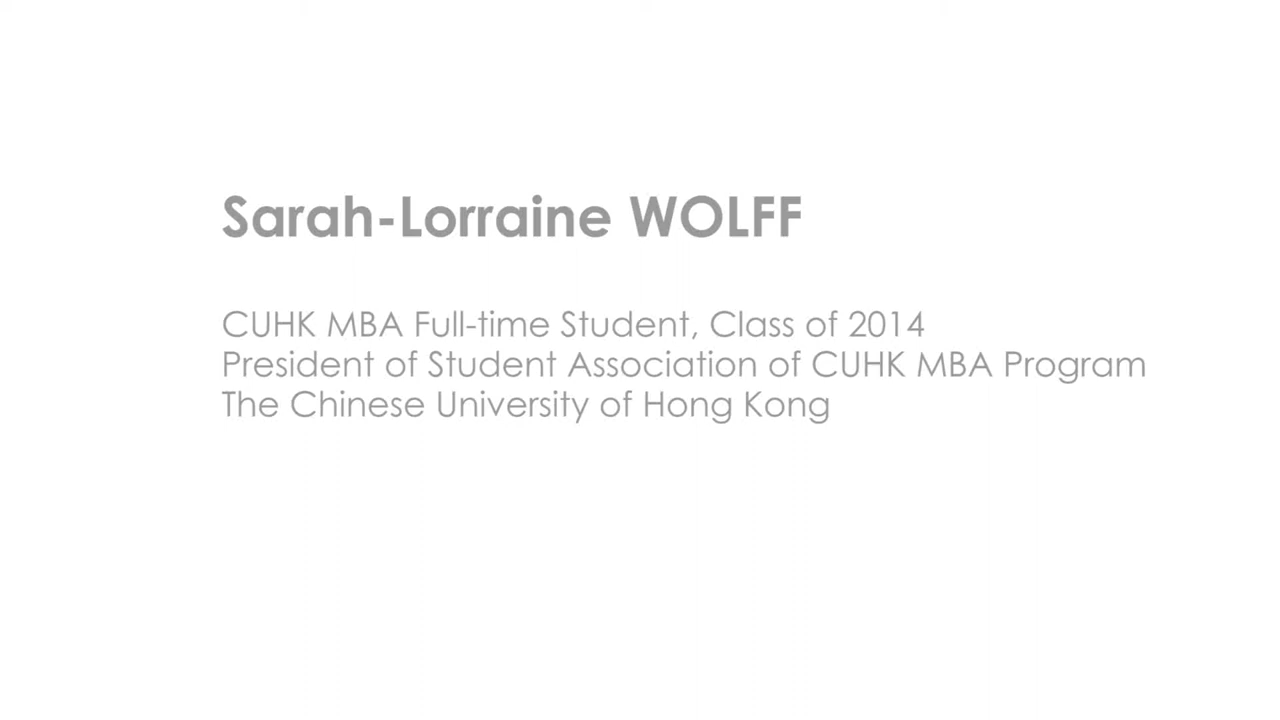 Sarah-Lorraine WOLFF
CUHK MBA Full-time Student, Class of 2014
President of Student Association of CUHK MBA Program
The Chinese University of Hong Kong